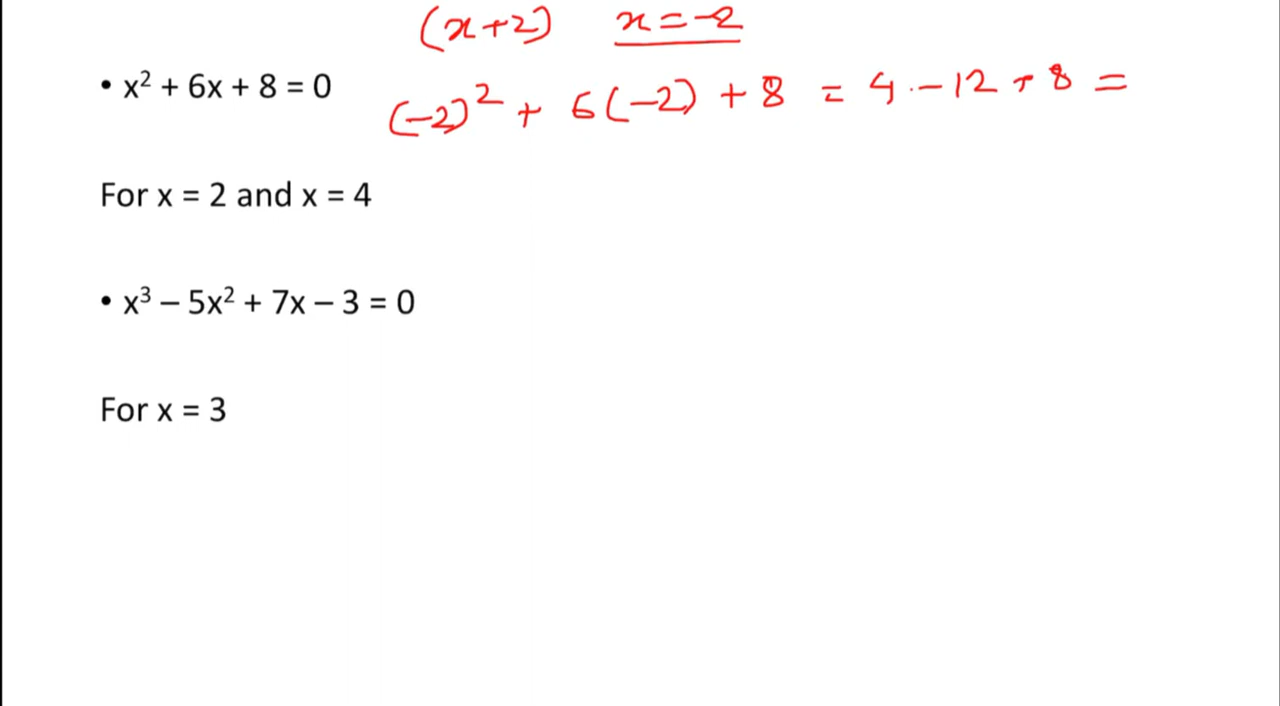 (x+2) x=-2
• x² + 6x + 8 = 0
(-2)² + 6(-2) + 8 = 4 - 12 + 8 =
For x = 2 and x = 4
• x³ – 5x² + 7x – 3 = 0
For x = 3